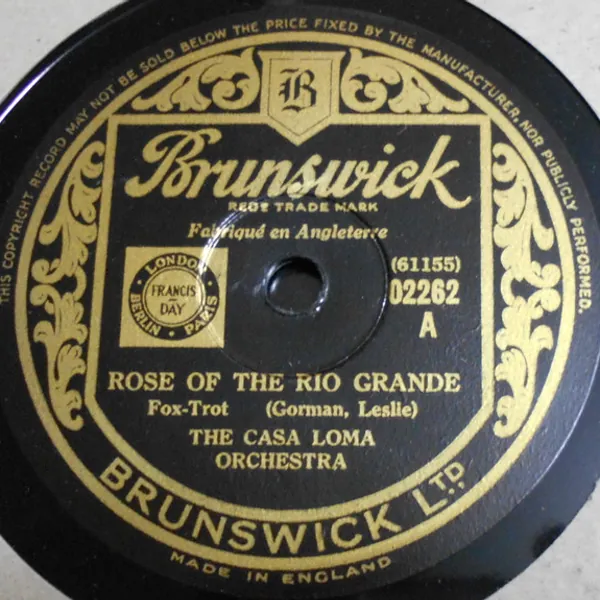 THIS COPYRIGHT RECORD MAY NOT BE SOLD BELOW THE PRICE FIXED BY THE MANUFACTURER, NOR PUBLICLY PERFORMED.
B
Brunswick
REGD TRADE MARK
Fabriqué en Angleterre
LONDON
FRANCIS-DAY
BERLIN · PARIS
(61155)
02262
A
ROSE OF THE RIO GRANDE
Fox-Trot (Gorman, Leslie)
THE CASA LOMA
ORCHESTRA
BRUNSWICK LTD.
MADE IN ENGLAND